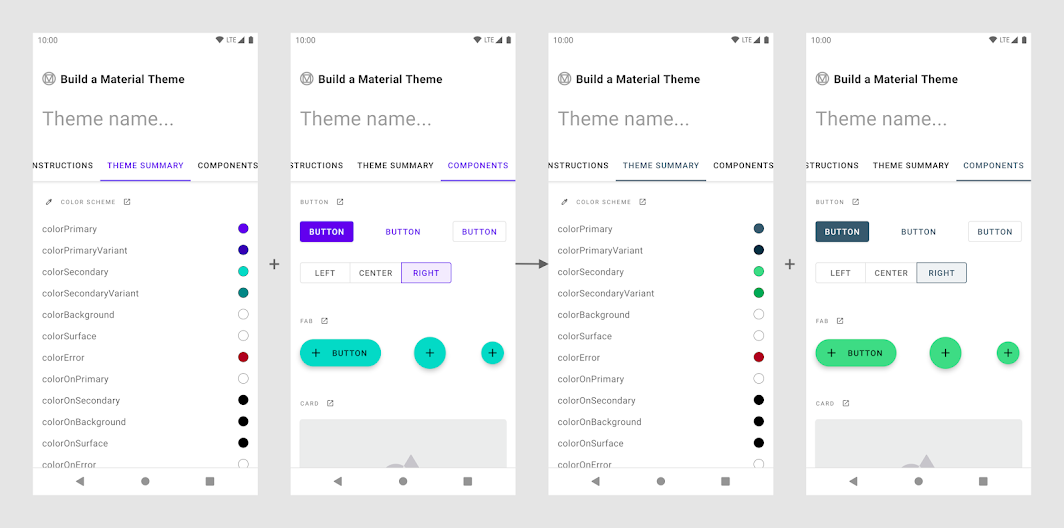 10:00 LTE
Build a Material Theme
Theme name...
NSTRUCTIONS THEME SUMMARY COMPONENTS
COLOR SCHEME
colorPrimary
colorPrimaryVariant
colorSecondary
colorSecondaryVariant
colorBackground
colorSurface
colorError
colorOnPrimary
colorOnSecondary
colorOnBackground
colorOnSurface
colorOnError
+
10:00 LTE
Build a Material Theme
Theme name...
STRUCTIONS THEME SUMMARY COMPONENTS
BUTTON
BUTTON BUTTON BUTTON
LEFT CENTER RIGHT
FAB
+ BUTTON + +
CARD
10:00 LTE
Build a Material Theme
Theme name...
NSTRUCTIONS THEME SUMMARY COMPONENTS
COLOR SCHEME
colorPrimary
colorPrimaryVariant
colorSecondary
colorSecondaryVariant
colorBackground
colorSurface
colorError
colorOnPrimary
colorOnSecondary
colorOnBackground
colorOnSurface
colorOnError
+
10:00 LTE
Build a Material Theme
Theme name...
STRUCTIONS THEME SUMMARY COMPONENTS
BUTTON
BUTTON BUTTON BUTTON
LEFT CENTER RIGHT
FAB
+ BUTTON + +
CARD